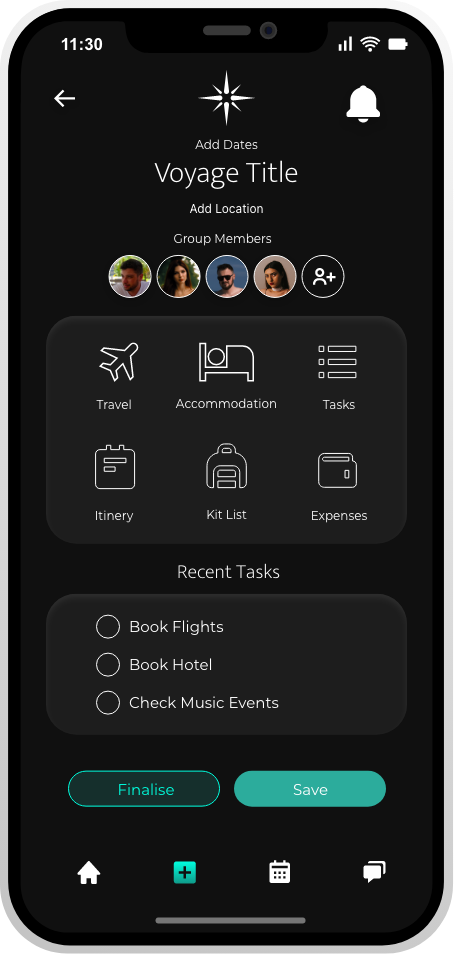 11:30
Add Dates
Voyage Title
Add Location
Group Members
Travel Accommodation Tasks
Itinery Kit List Expenses
Recent Tasks
Book Flights
Book Hotel
Check Music Events
Finalise Save